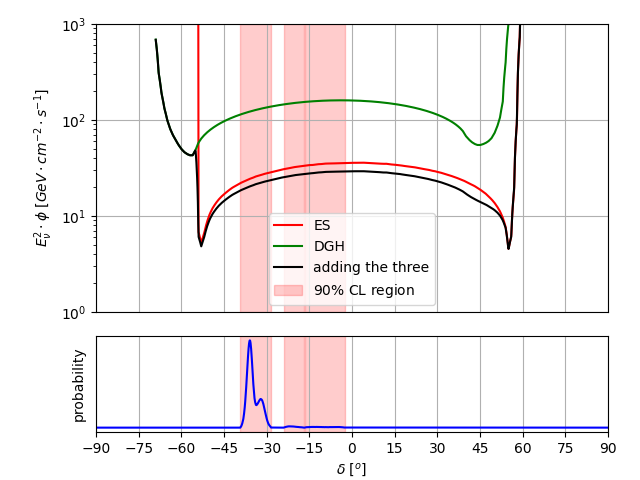 10³
10²
10¹
10⁰
E²ᵥ · ϕ [GeV · cm⁻² · s⁻¹]
ES
DGH
adding the three
90% CL region
probability
−90 −75 −60 −45 −30 −15 0 15 30 45 60 75 90
δ [°]